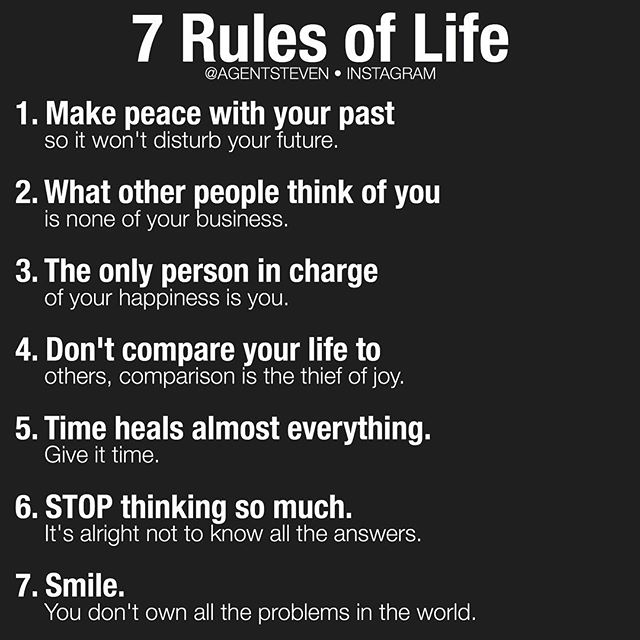 7 Rules of Life
@AGENTSTEVEN • INSTAGRAM
1. Make peace with your past
so it won't disturb your future.
2. What other people think of you
is none of your business.
3. The only person in charge
of your happiness is you.
4. Don't compare your life to
others, comparison is the thief of joy.
5. Time heals almost everything.
Give it time.
6. STOP thinking so much.
It's alright not to know all the answers.
7. Smile.
You don't own all the problems in the world.